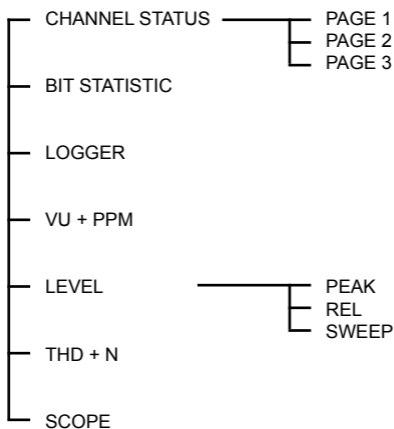 CHANNEL STATUS PAGE 1
PAGE 2
PAGE 3
BIT STATISTIC
LOGGER
VU + PPM
LEVEL PEAK
REL
SWEEP
THD + N
SCOPE